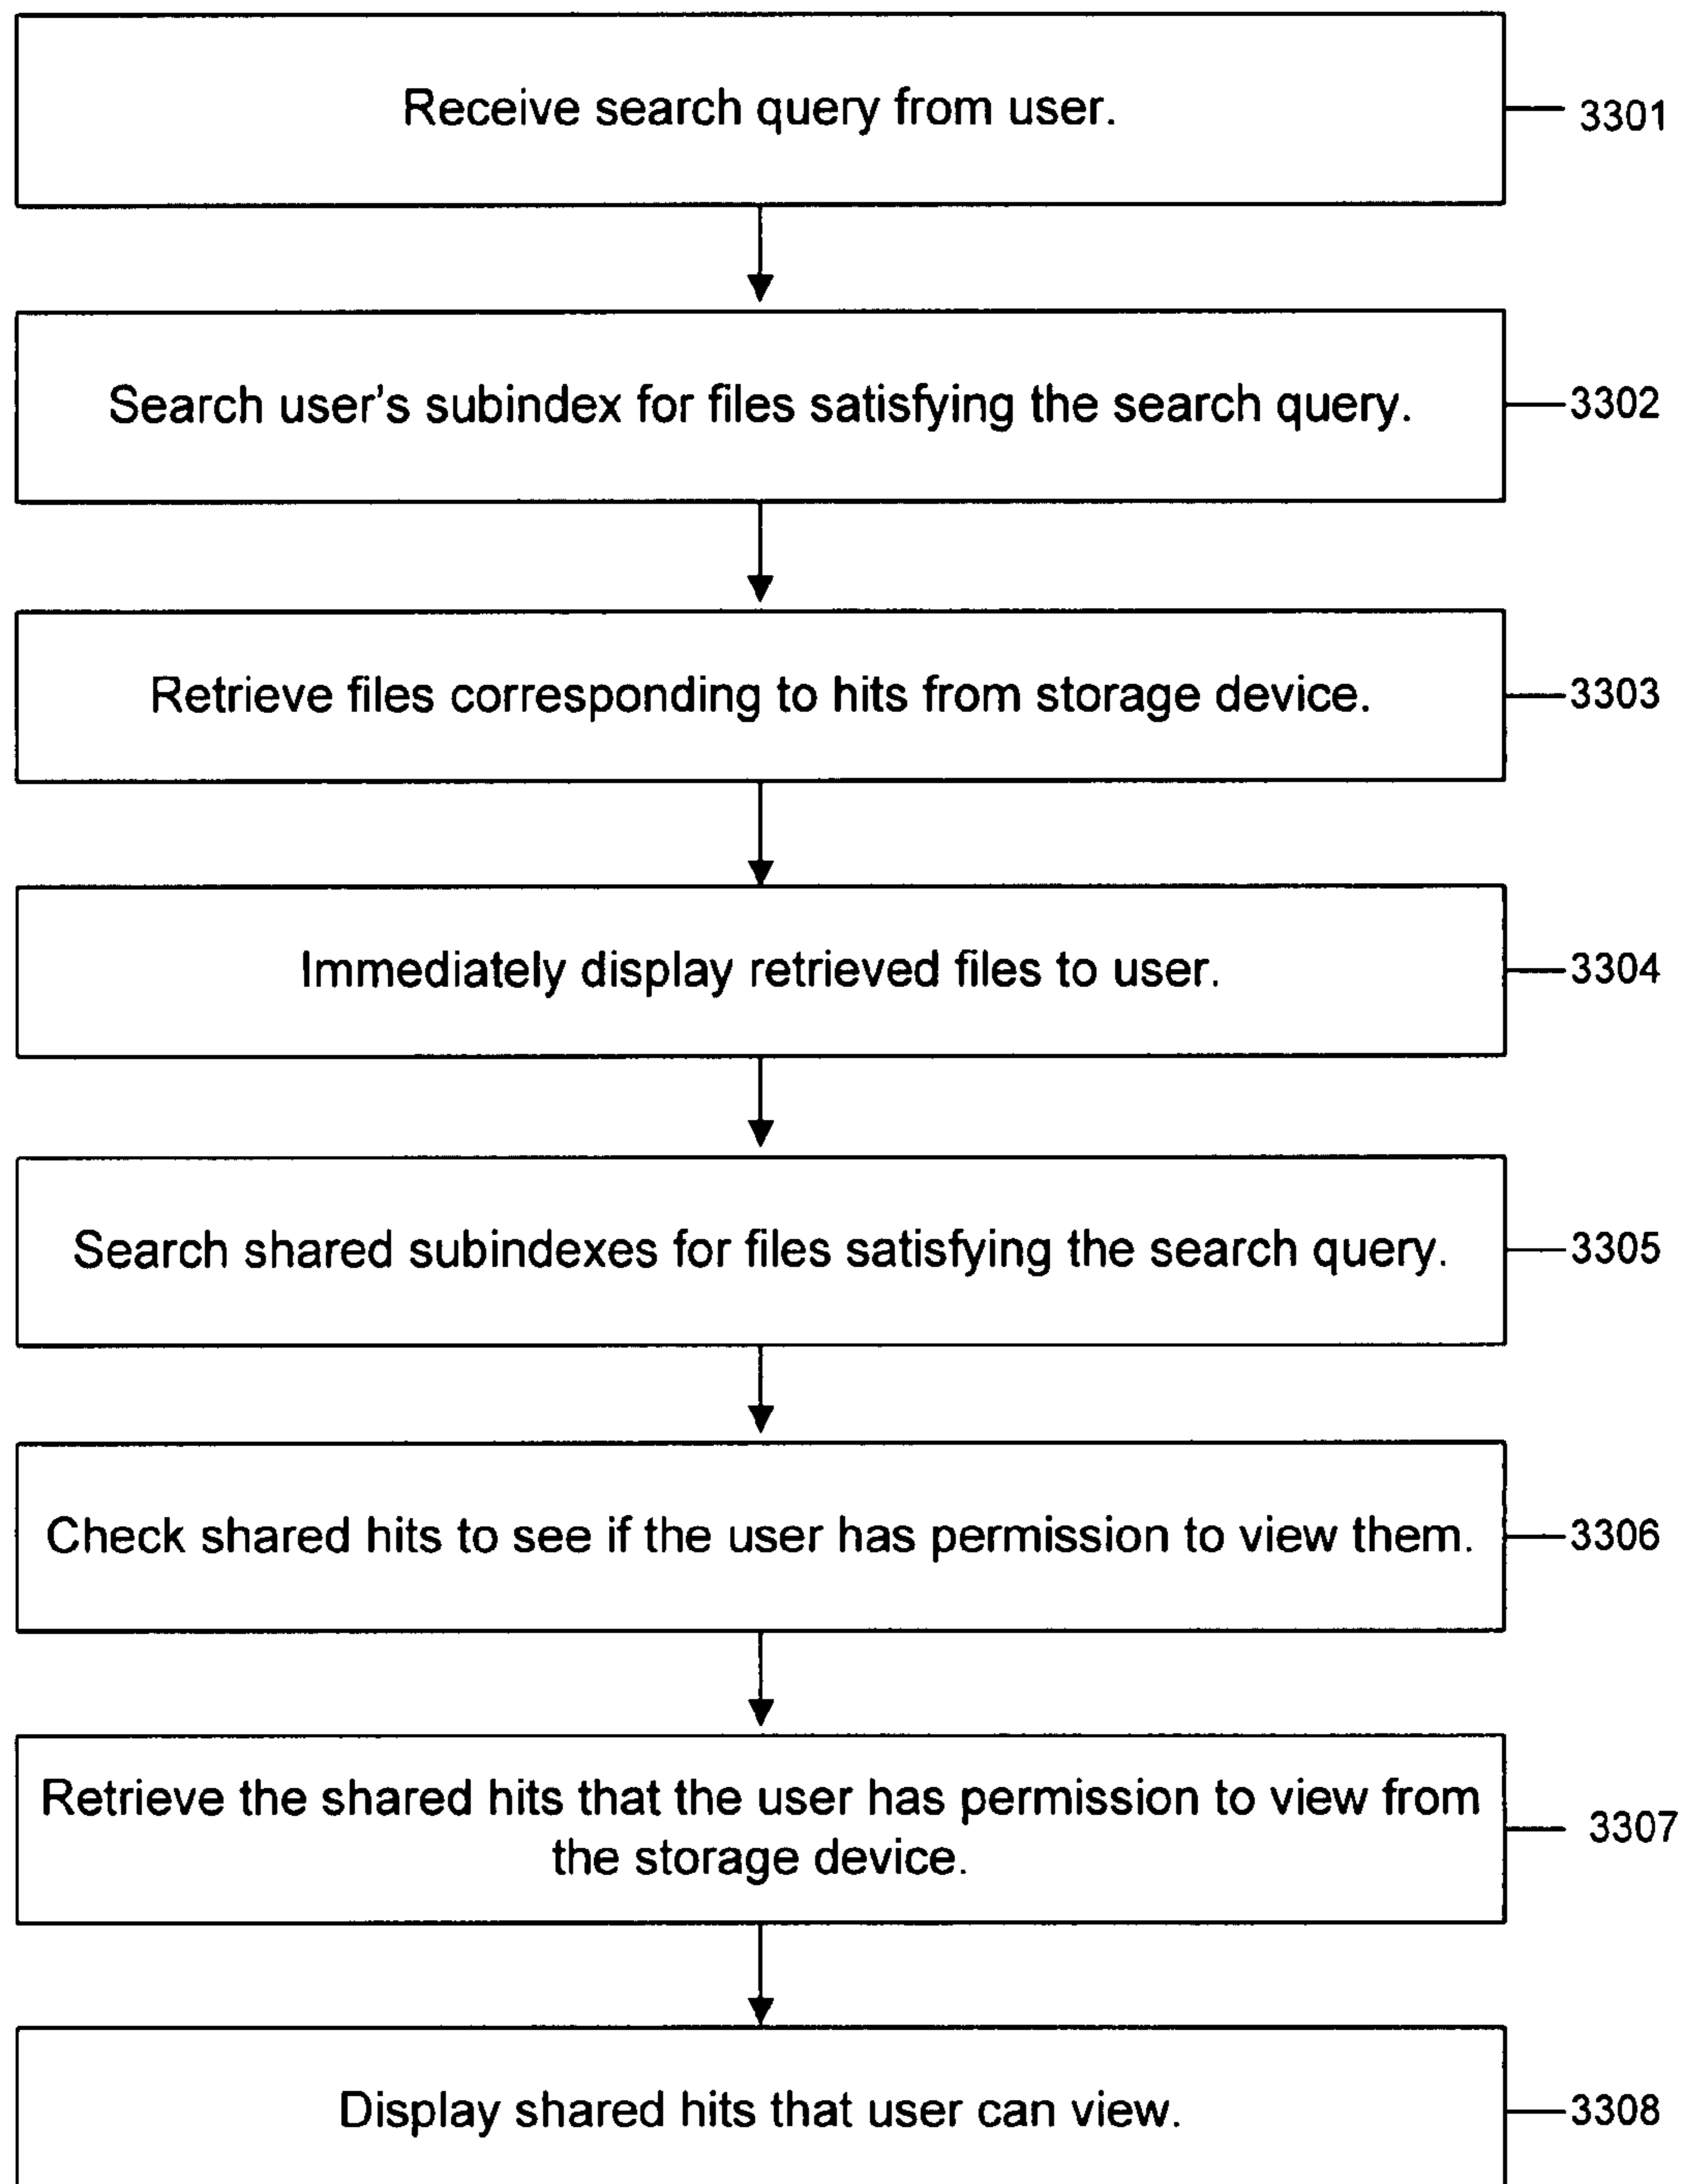 Receive search query from user.
3301
Search user's subindex for files satisfying the search query.
3302
Retrieve files corresponding to hits from storage device.
3303
Immediately display retrieved files to user.
3304
Search shared subindexes for files satisfying the search query.
3305
Check shared hits to see if the user has permission to view them.
3306
Retrieve the shared hits that the user has permission to view from
the storage device.
3307
Display shared hits that user can view.
3308